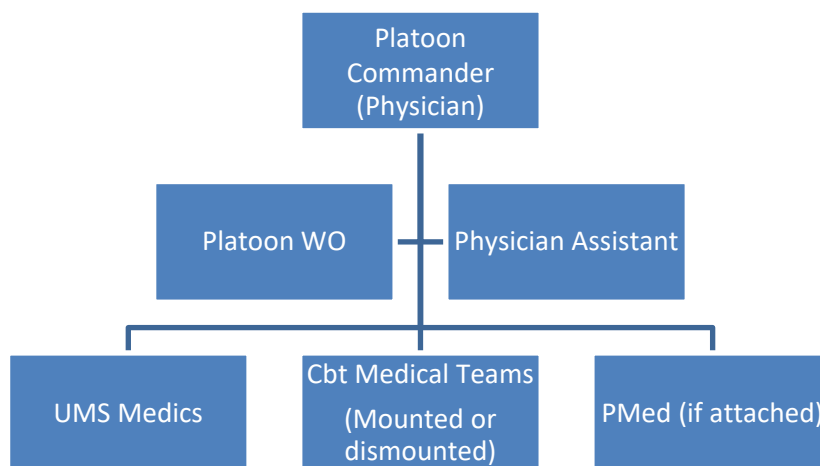 Platoon
Commander
(Physician)
Platoon WO
Physician Assistant
UMS Medics
Cbt Medical Teams
(Mounted or
dismounted)
PMed (if attached)